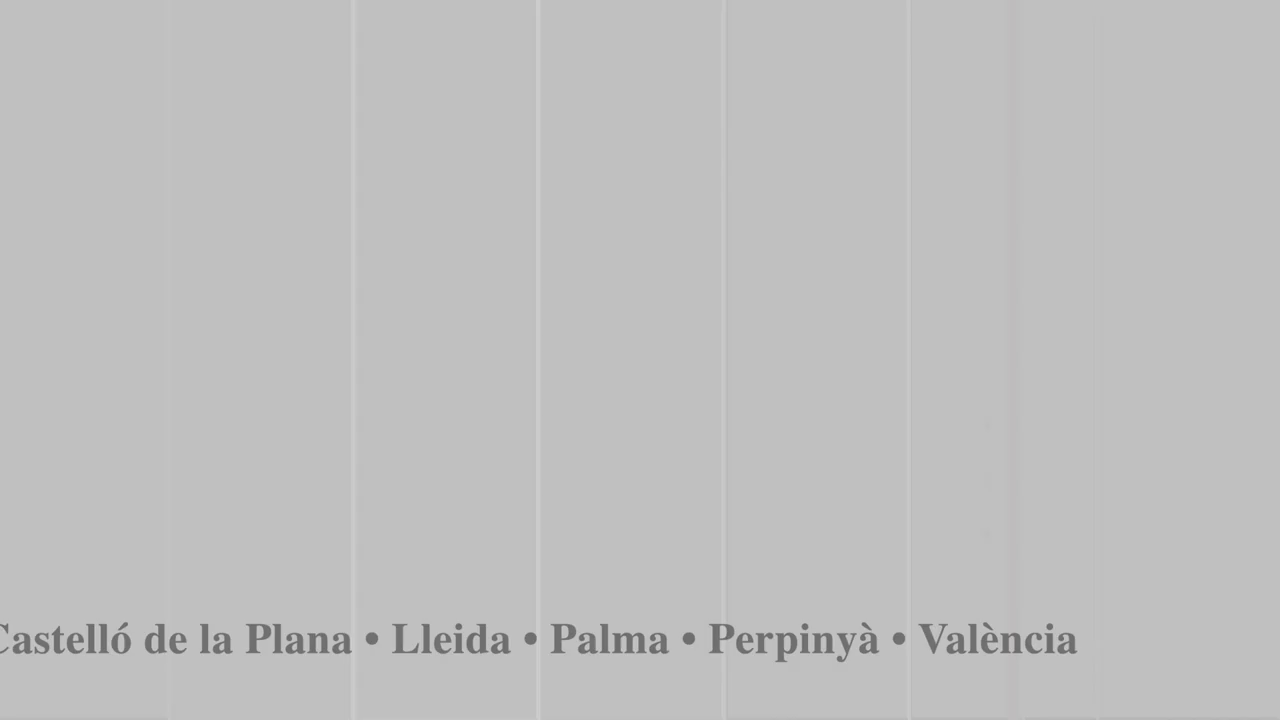 Castelló de la Plana • Lleida • Palma • Perpinyà • València